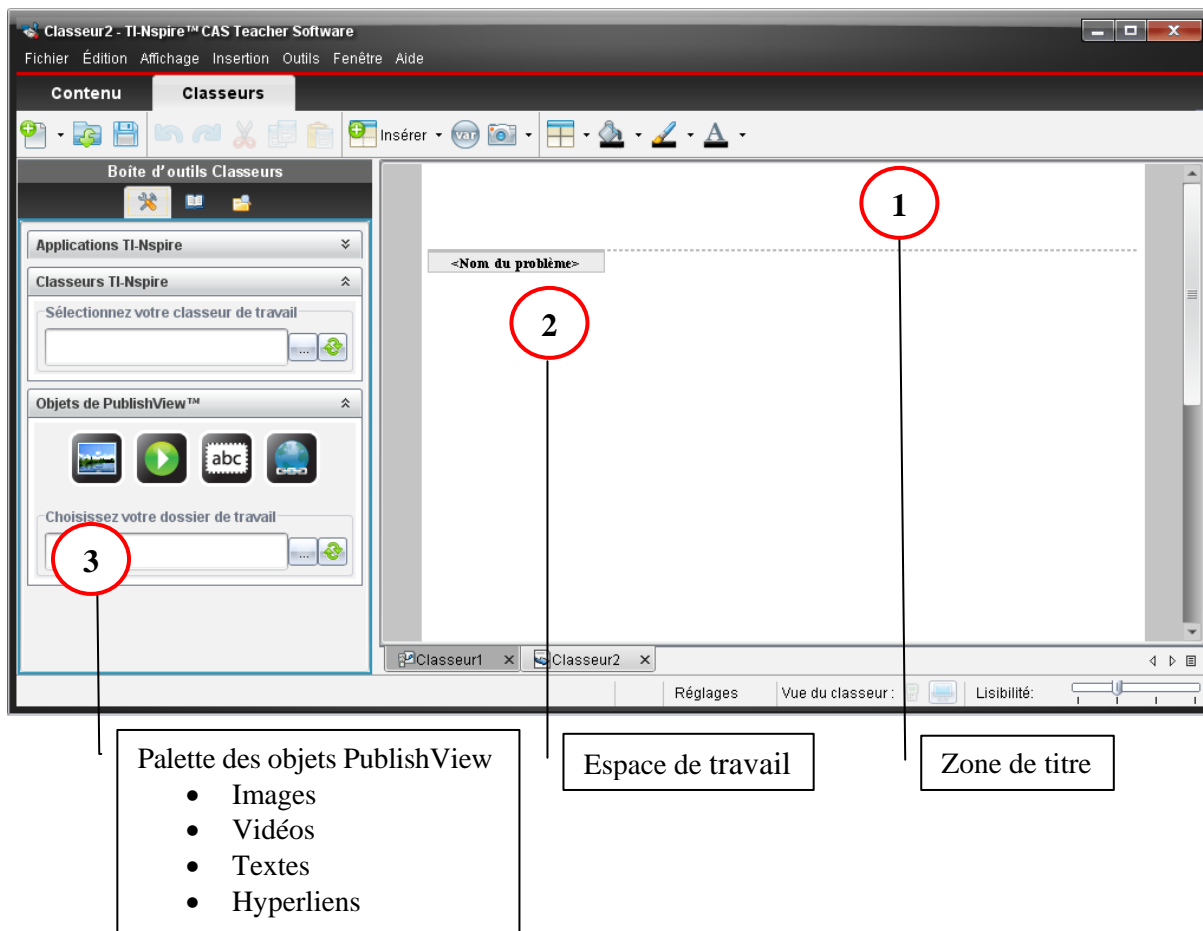 Classeur2 - TI-Nspire™ CAS Teacher Software
Fichier Édition Affichage Insertion Outils Fenêtre Aide
Contenu Classeurs
Insérer var A
Boîte d'outils Classeurs
Applications TI-Nspire
Classeurs TI-Nspire
Sélectionnez votre classeur de travail
...
Objets de PublishView™
abc
Choisissez votre dossier de travail
...
3
1
<Nom du problème>
2
Classeur1 Classeur2
Réglages Vue du classeur : Lisibilité:
Palette des objets PublishView
• Images
• Vidéos
• Textes
• Hyperliens
Espace de travail
Zone de titre